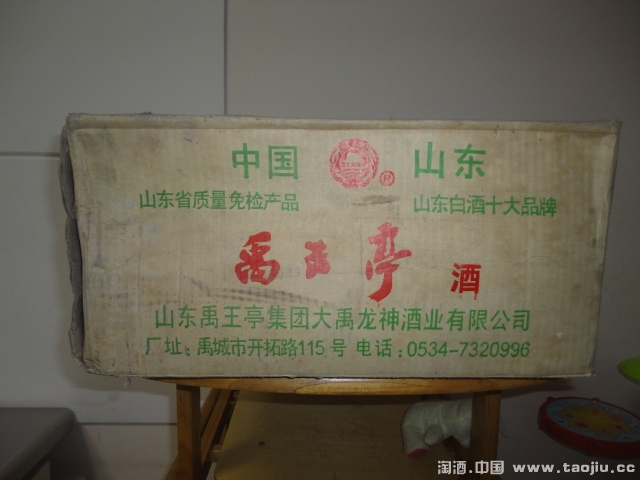 中国 ® 山东
山东省质量免检产品 山东白酒十大品牌
禹王亭 酒
山东禹王亭集团大禹龙神酒业有限公司
厂址:禹城市开拓路115号 电话:0534-7320996
淘酒.中国 www.taojiu.cc